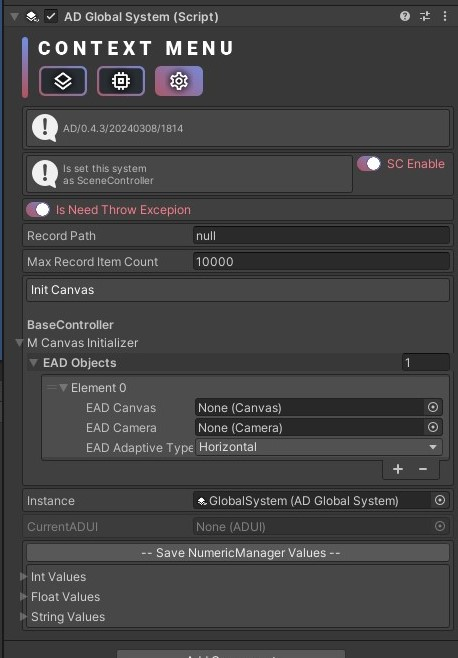 AD Global System (Script)
CONTEXT MENU
AD/0.4.3/20240308/1814
Is set this system
as SceneController
SC Enable
Is Need Throw Excepion
Record Path
null
Max Record Item Count
10000
Init Canvas
BaseController
M Canvas Initializer
EAD Objects
1
Element 0
EAD Canvas
None (Canvas)
EAD Camera
None (Camera)
EAD Adaptive Type
Horizontal
Instance
GlobalSystem (AD Global System)
CurrentADUI
None (ADUI)
-- Save NumericManager Values --
Int Values
Float Values
String Values